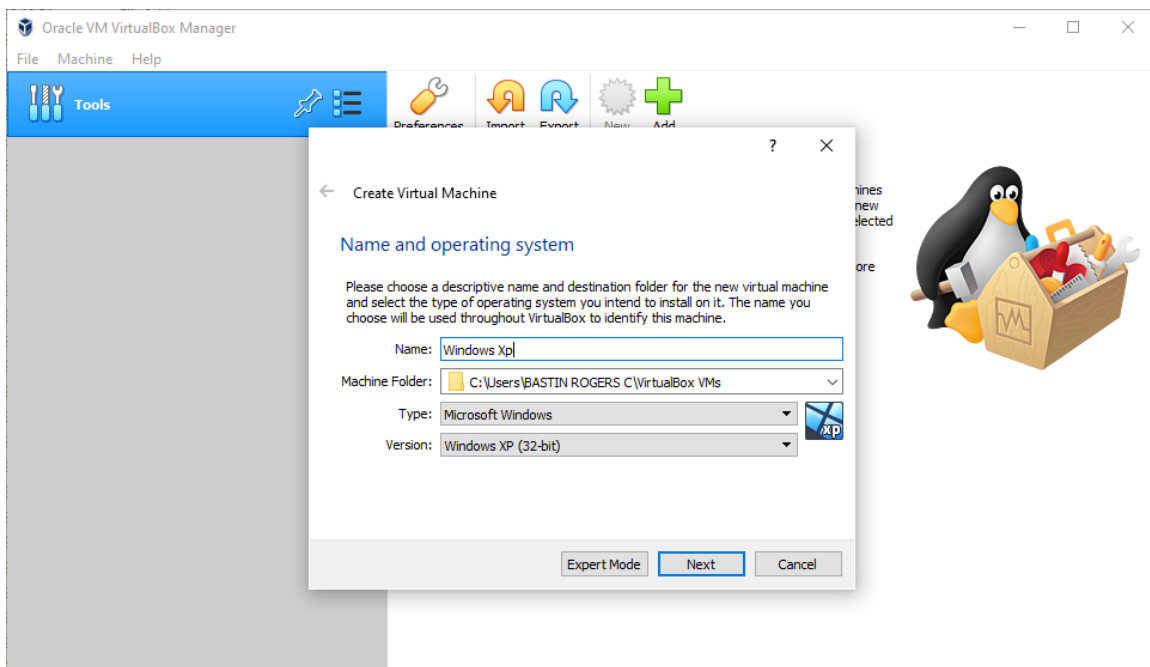 Oracle VM VirtualBox Manager
File Machine Help
Tools
Preferences Import Export New Add
?
Create Virtual Machine
Name and operating system
Please choose a descriptive name and destination folder for the new virtual machine
and select the type of operating system you intend to install on it. The name you
choose will be used throughout VirtualBox to identify this machine.
Name: Windows Xp
Machine Folder: C:\Users\BASTIN ROGERS C\VirtualBox VMs
Type: Microsoft Windows
xp
Version: Windows XP (32-bit)
Expert Mode Next Cancel
hines
new
elected
ore